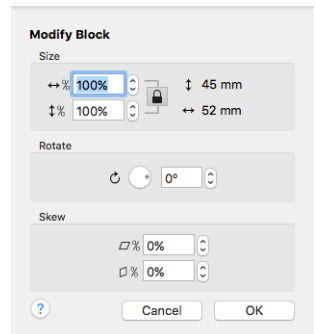 Modify Block
Size
↔% 100% ↕ 45 mm
↕% 100% ↔ 52 mm
Rotate
0°
Skew
% 0%
% 0%
? Cancel OK